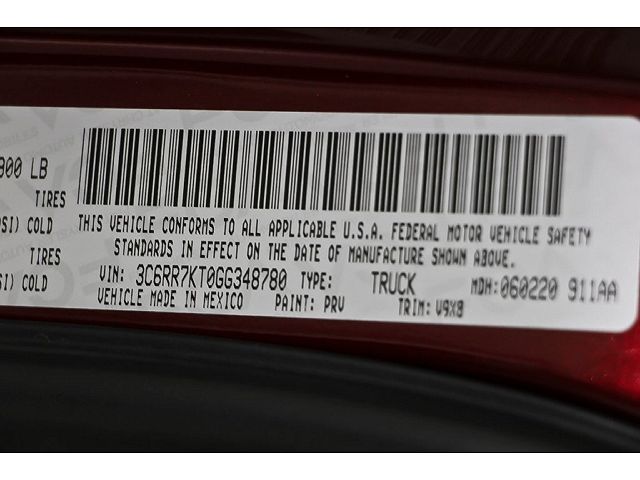 800 LB
TIRES
SI) COLD
TIRES
SI) COLD
THIS VEHICLE CONFORMS TO ALL APPLICABLE U.S.A. FEDERAL MOTOR VEHICLE SAFETY
STANDARDS IN EFFECT ON THE DATE OF MANUFACTURE SHOWN ABOVE.
VIN: 3C6RR7KT0GG348780 TYPE: TRUCK MDH: 060220 911AA
VEHICLE MADE IN MEXICO PAINT: PRV TRIM: V9X8